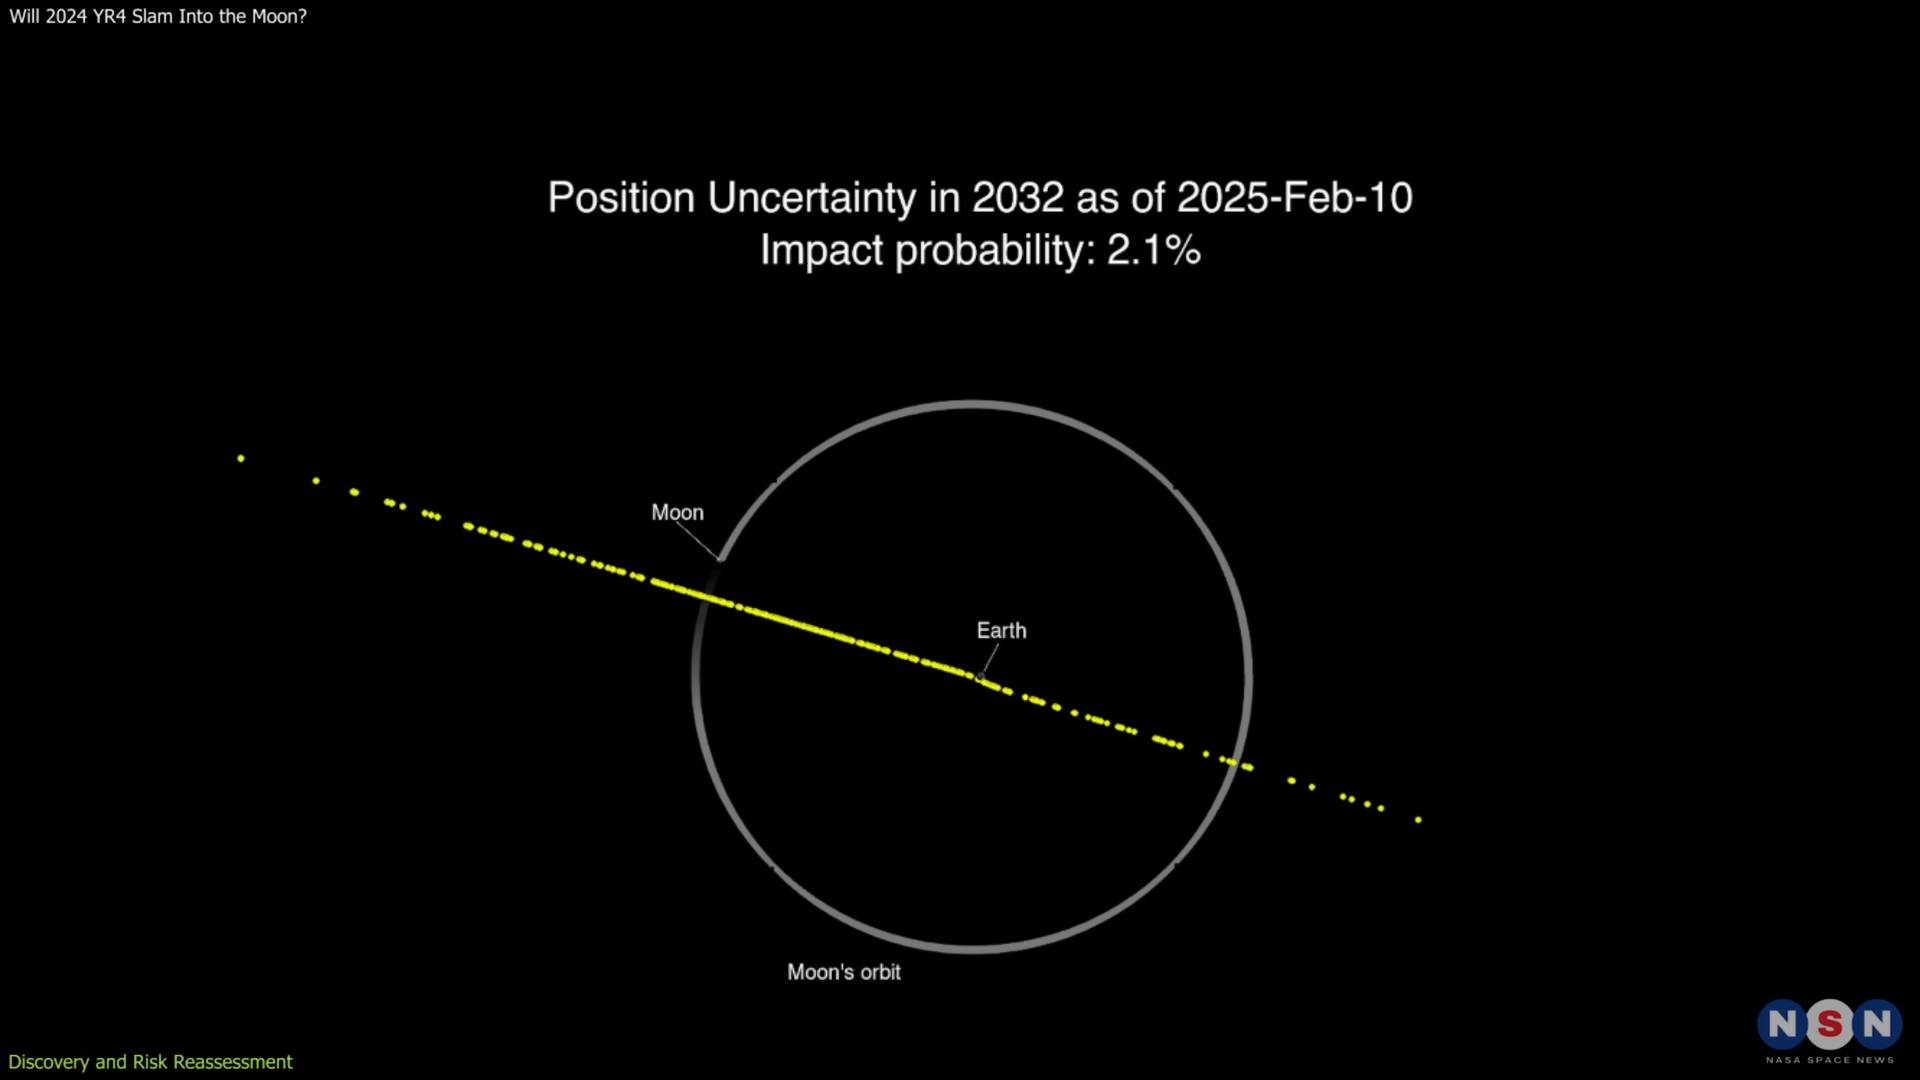 Will 2024 YR4 Slam Into the Moon?
Position Uncertainty in 2032 as of 2025-Feb-10
Impact probability: 2.1%
Moon
Earth
Moon's orbit
NSN
NASA SPACE NEWS
Discovery and Risk Reassessment